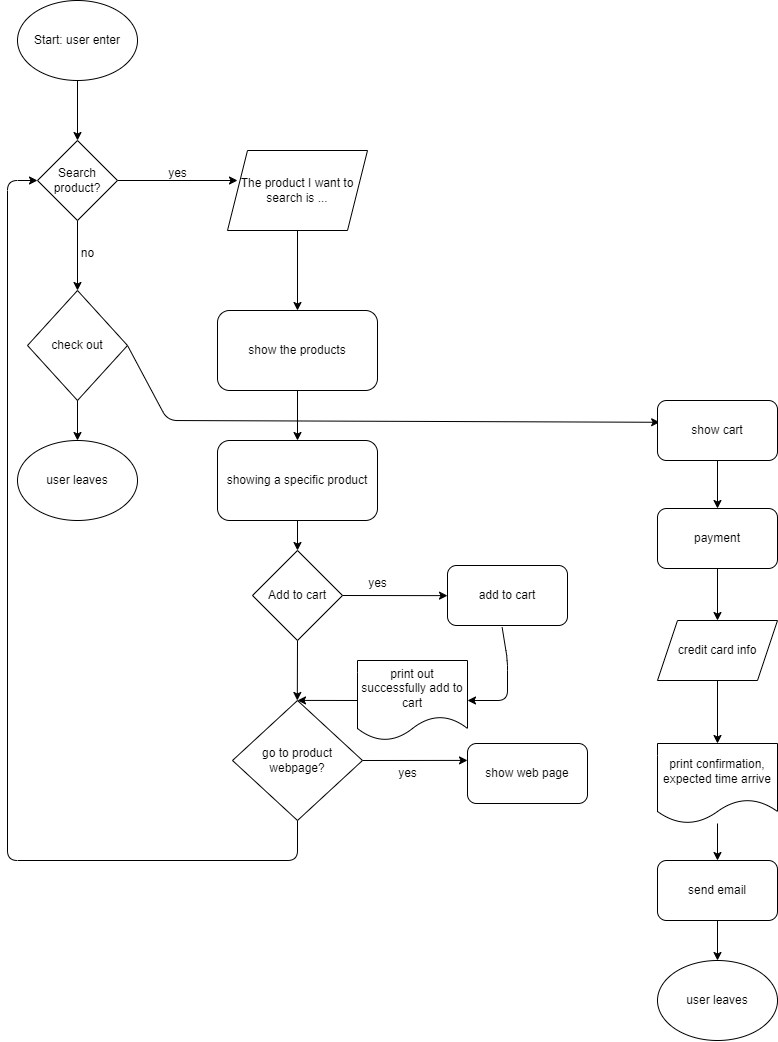 Start: user enter
Search
product?
yes
The product I want to
search is ...
no
check out
show the products
show cart
user leaves
showing a specific product
payment
Add to cart
yes
add to cart
print out
successfully add to
cart
credit card info
go to product
webpage?
yes
show web page
print confirmation,
expected time arrive
send email
user leaves